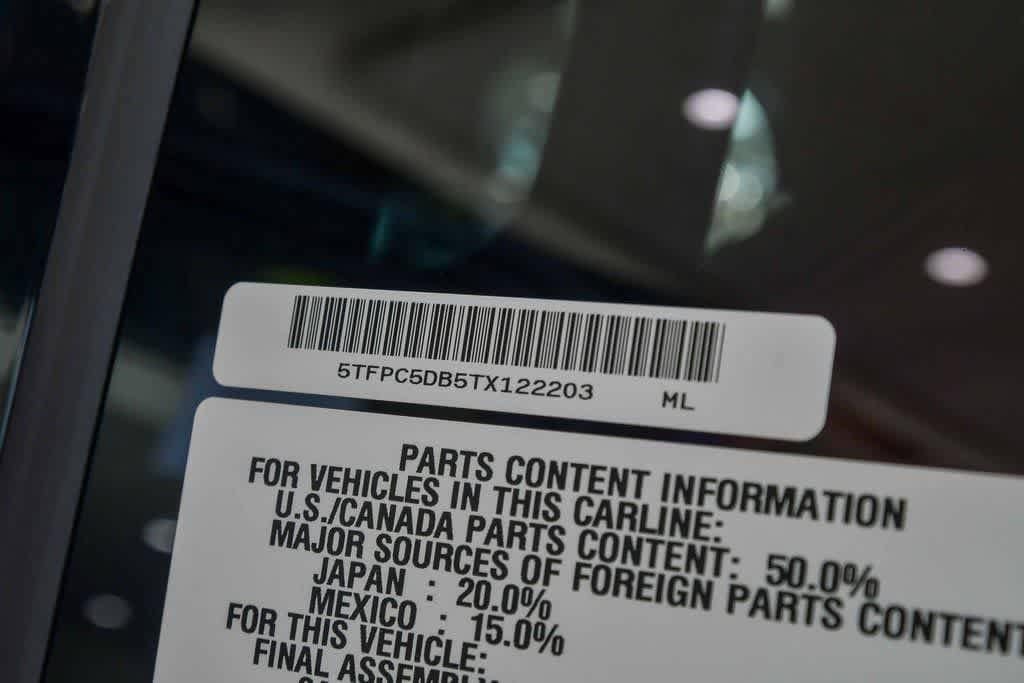 5TFPC5DB5TX122203 ML
PARTS CONTENT INFORMATION
FOR VEHICLES IN THIS CARLINE:
U.S./CANADA PARTS CONTENT: 50.0%
MAJOR SOURCES OF FOREIGN PARTS CONTENT
JAPAN : 20.0%
MEXICO : 15.0%
FOR THIS VEHICLE:
FINAL ASSEMBLY